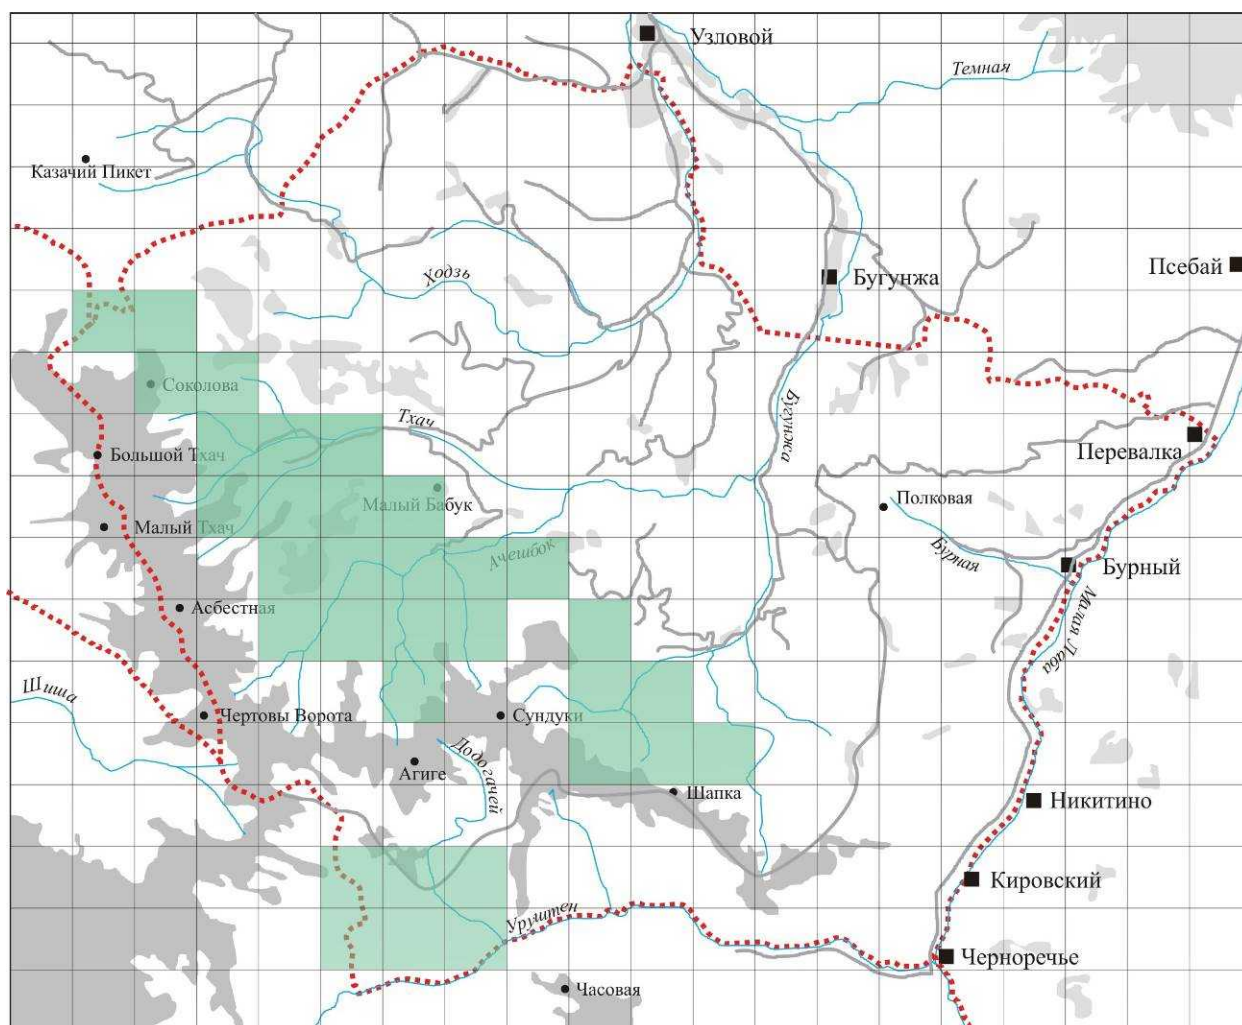 Узловой
Темная
Казачий Пикет
Ходзь
Бугунжа
Псебай
Соколова
Тхач
Бугунжа
Большой Тхач
Перевалка
Малый Бабук
Полковая
Малый Тхач
Ачешбок
Бурная
Бурный
Асбестная
Малая Лаба
Шиша
Чертовы Ворота
Сундуки
Додогачей
Агиге
Шапка
Никитино
Кировский
Уруштен
Черноречье
Часовая